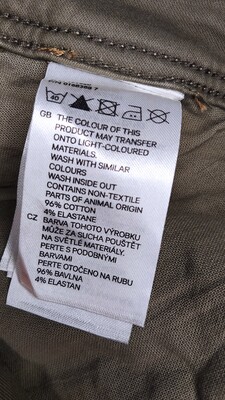 40
GB THE COLOUR OF THIS
PRODUCT MAY TRANSFER
ONTO LIGHT-COLOURED
MATERIALS.
WASH WITH SIMILAR
COLOURS
WASH INSIDE OUT
CONTAINS NON-TEXTILE
PARTS OF ANIMAL ORIGIN
96% COTTON
4% ELASTANE
CZ BARVA TOHOTO VÝROBKU
MŮŽE ZA SUCHA POUŠTĚT
NA SVĚTLÉ MATERIÁLY.
PERTE S PODOBNÝMI
BARVAMI
PERTE OTOČENO NA RUBU
96% BAVLNA
4% ELASTAN